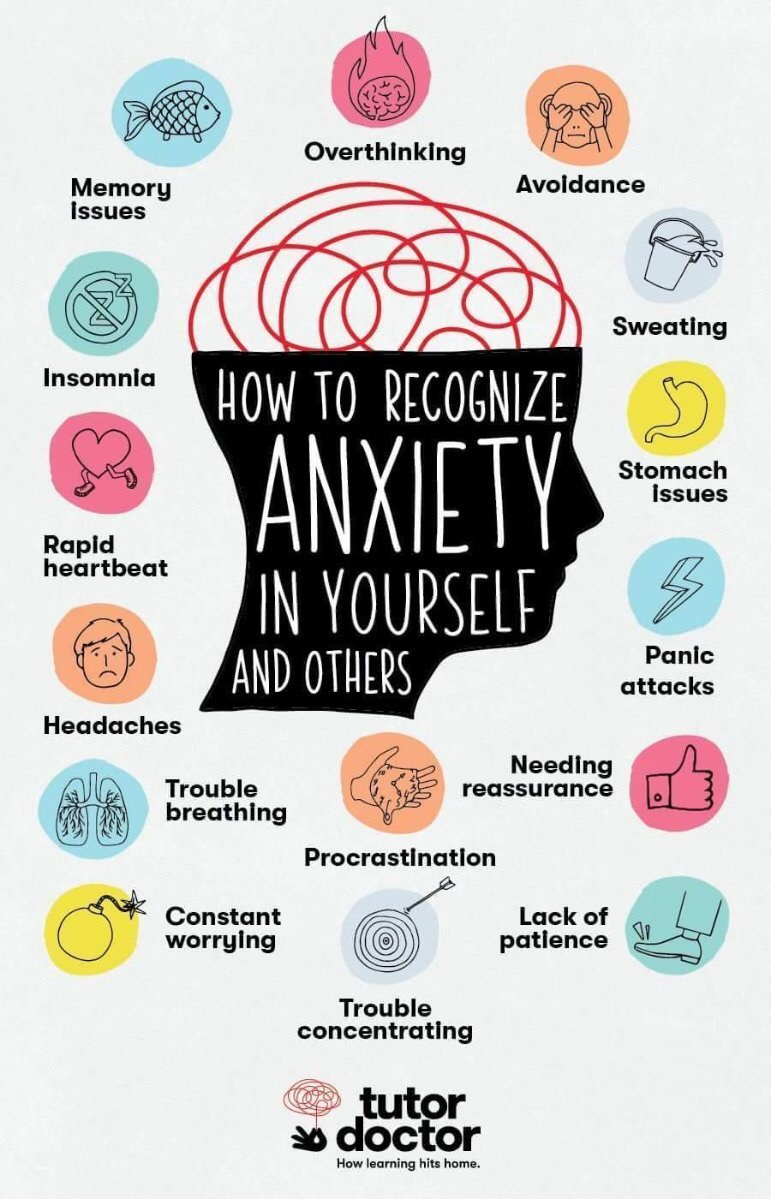 Overthinking
Memory
issues
Avoidance
Sweating
Insomnia
HOW TO RECOGNIZE
ANXIETY
IN YOURSELF
AND OTHERS
Stomach
issues
Rapid
heartbeat
Panic
attacks
Headaches
Trouble
breathing
Needing
reassurance
Procrastination
Constant
worrying
Lack of
patience
Trouble
concentrating
tutor
doctor
How learning hits home.
Z
Z